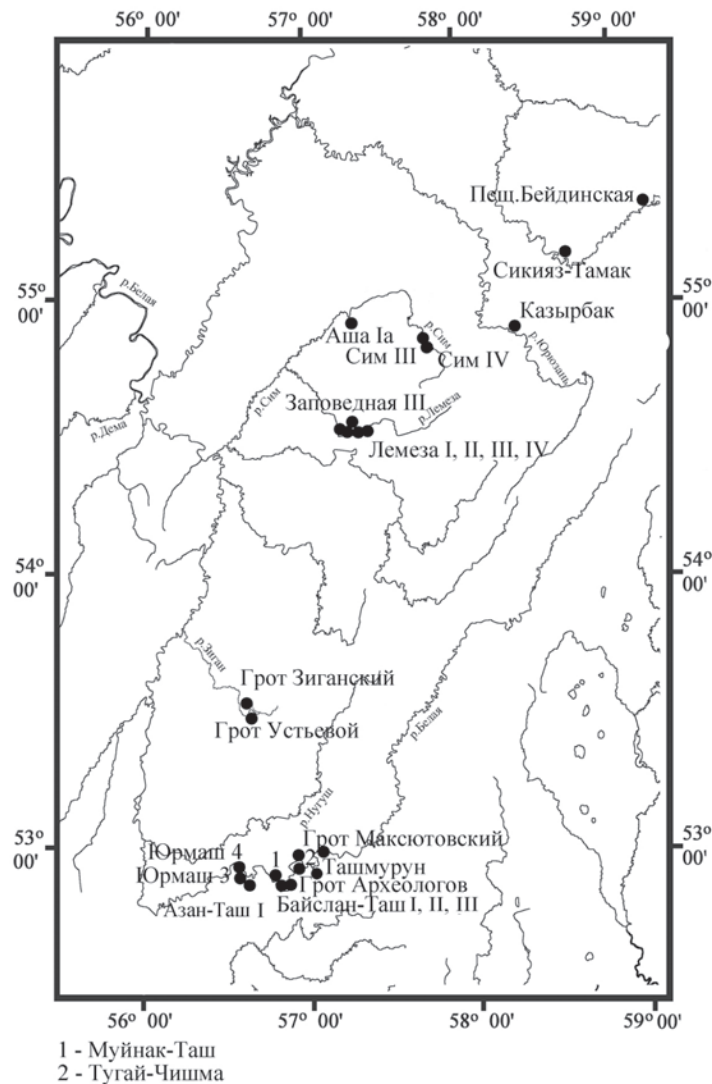 56º 00'
57º 00'
58º 00'
59º 00'
Пещ.Бейдинская
Сикияз-Тамак
55º
00'
55º
00'
р.Белая
Казырбак
Аша Iа
р.Сим
Сим III
Сим IV
р.Юрюзань
р.Сим
Заповедная III
р.Лемеза
р.Дема
Лемеза I, II, III, IV
54º
00'
54º
00'
р.Зиган
Грот Зиганский
Грот Устьевой
р.Белая
р.Нугуш
53º
00'
53º
00'
Грот Максютовский
Юрмаш 4
1
2
Ташмурун
Юрмаш 3
Грот Археологов
Азан-Таш I
Байслан-Таш I, II, III
56º 00'
57º 00'
58º 00'
59º 00'
1 - Муйнак-Таш
2 - Тугай-Чишма